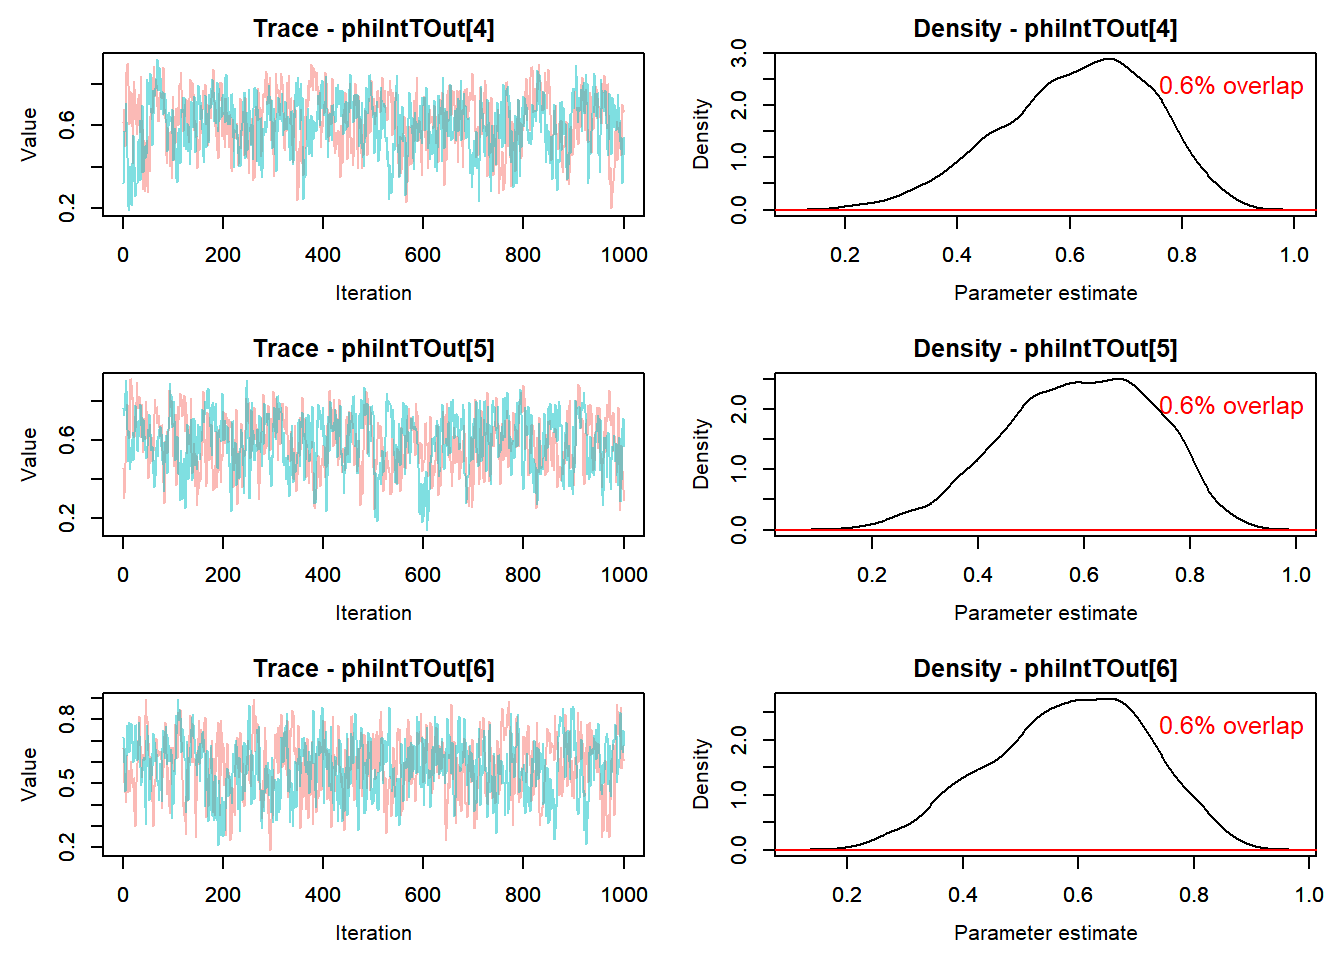 Trace - phiIntTOut[4]
Value
0.2 0.6
0 200 400 600 800 1000
Iteration
Density - phiIntTOut[4]
0.6% overlap
Density
0.0 1.0 2.0 3.0
0.2 0.4 0.6 0.8 1.0
Parameter estimate
Trace - phiIntTOut[5]
Value
0.2 0.6
0 200 400 600 800 1000
Iteration
Density - phiIntTOut[5]
0.6% overlap
Density
0.0 1.0 2.0
0.2 0.4 0.6 0.8 1.0
Parameter estimate
Trace - phiIntTOut[6]
Value
0.2 0.5 0.8
0 200 400 600 800 1000
Iteration
Density - phiIntTOut[6]
0.6% overlap
Density
0.0 1.0 2.0
0.2 0.4 0.6 0.8 1.0
Parameter estimate